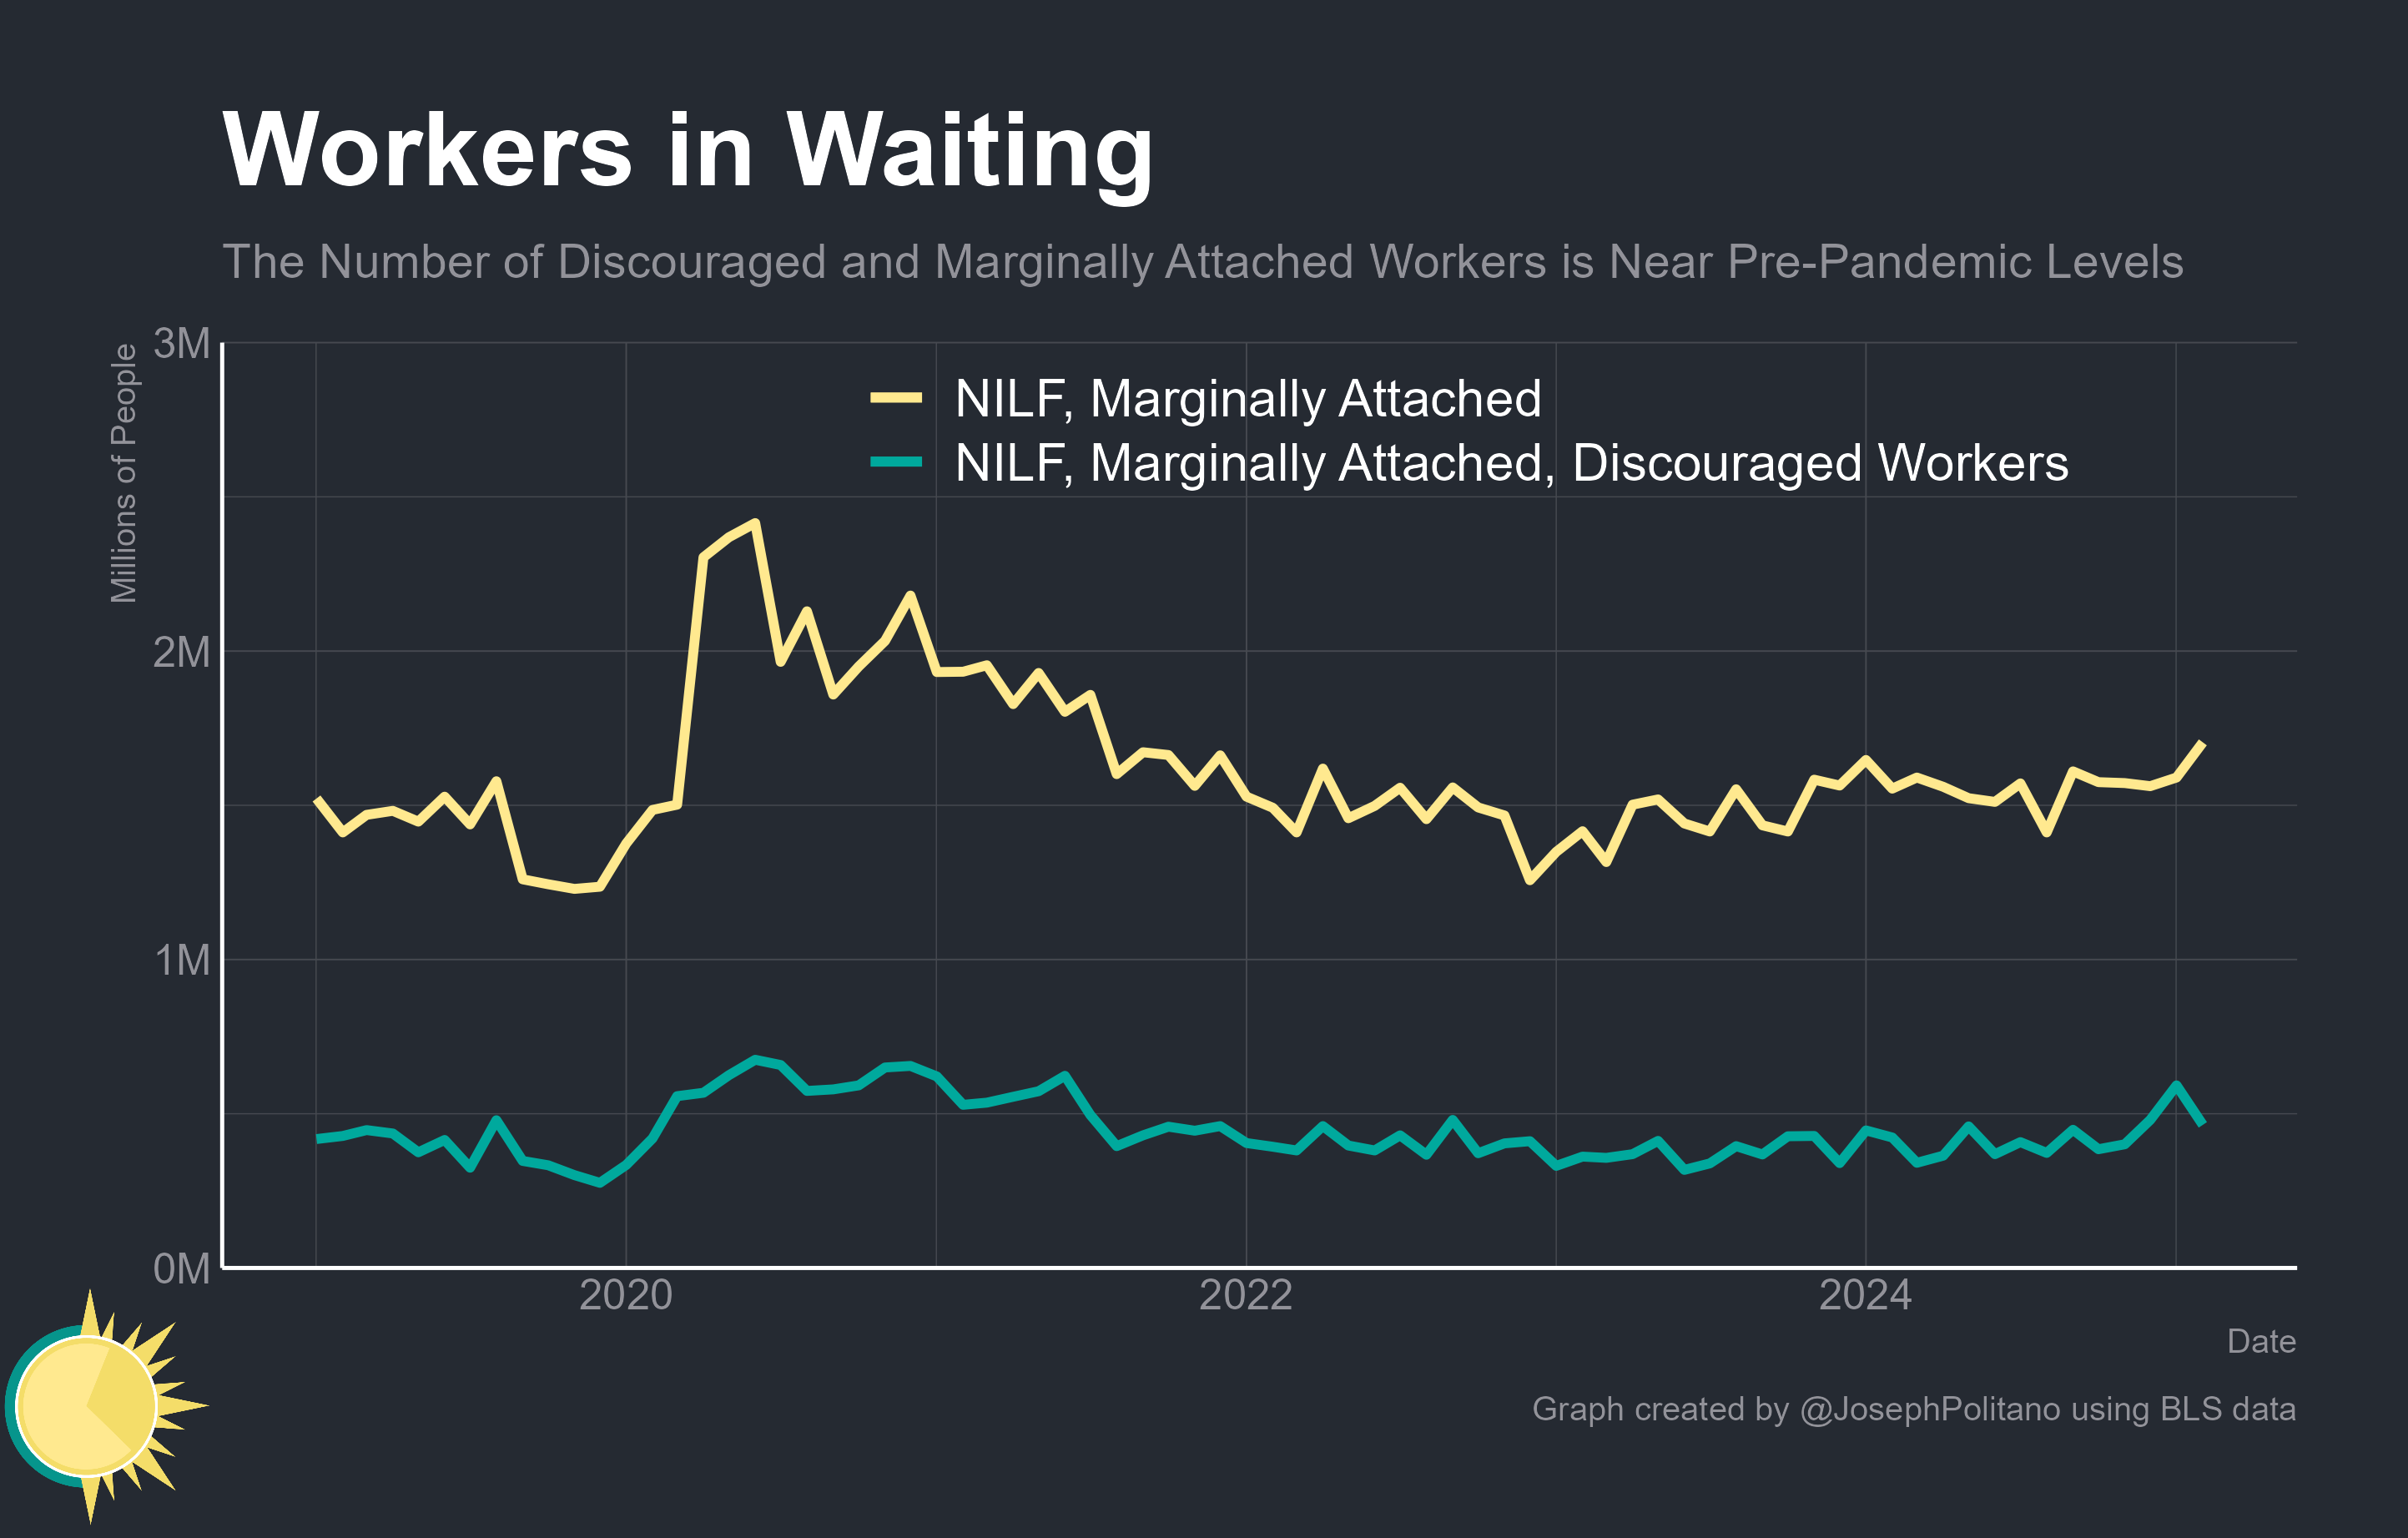 Workers in Waiting
The Number of Discouraged and Marginally Attached Workers is Near Pre-Pandemic Levels
Millions of People
3M
2M
1M
0M
NILF, Marginally Attached
NILF, Marginally Attached, Discouraged Workers
2020
2022
2024
Date
Graph created by @JosephPolitano using BLS data